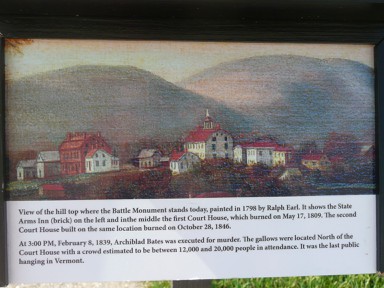 View of the hill top where the Battle Monument stands today, painted in 1798 by Ralph Earl. It shows the State
Arms Inn (brick) on the left and inthe middle the first Court House, which burned on May 17, 1809. The second
Court House built on the same location burned on October 28, 1846.
At 3:00 PM, February 8, 1839, Archiblad Bates was executed for murder. The gallows were located North of the
Court House with a crowd estimated to be between 12,000 and 20,000 people in attendance. It was the last public
hanging in Vermont.